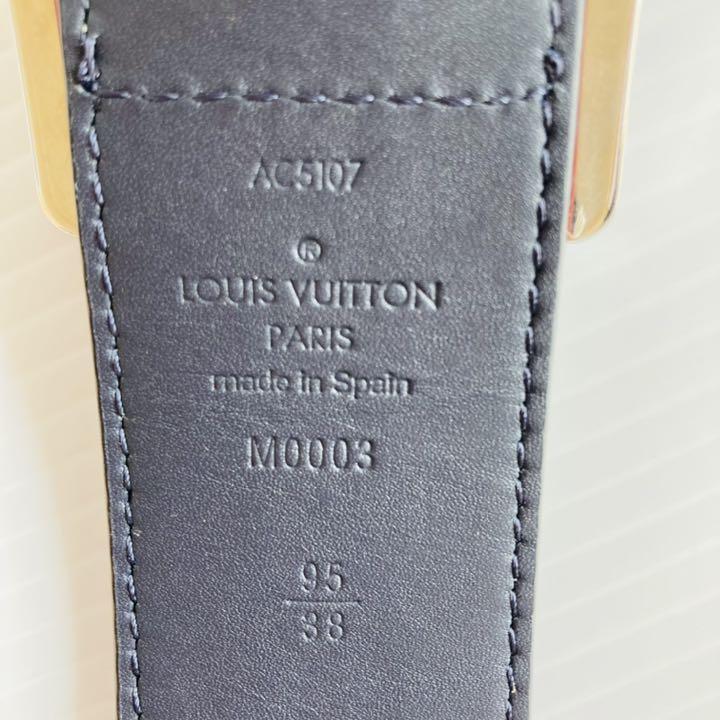 AC5107
®
LOUIS VUITTON
PARIS
made in Spain
M0003
95
38